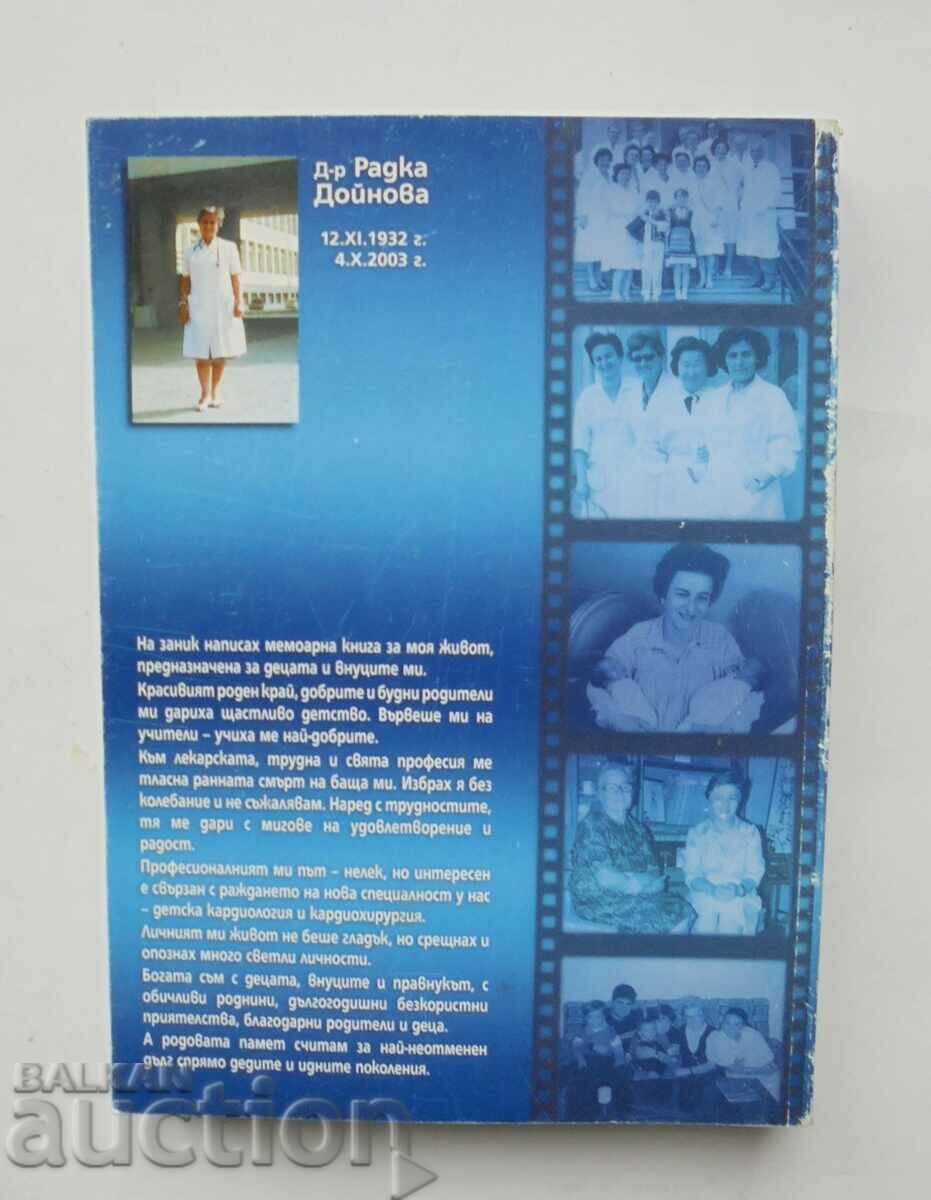 Д-р Радка
Дойнова
12.XI.1932 г.
4.X.2003 г.
На заник написах мемоарна книга за моя живот,
предназначена за децата и внуците ми.
Красивият роден край, добрите и будни родители
ми дариха щастливо детство. Вървеше ми на
учители – учиха ме най-добрите.
Към лекарската, трудна и свята професия ме
тласна ранната смърт на баща ми. Избрах я без
колебание и не съжалявам. Наред с трудностите,
тя ме дари с мигове на удовлетворение и
радост.
Професионалният ми път – нелек, но интересен
е свързан с раждането на нова специалност у нас
– детска кардиология и кардиохирургия.
Личният ми живот не беше гладък, но срещнах и
опознах много светли личности.
Богата съм с децата, внуците и правнукът, с
обичливи роднини, дългогодишни безкористни
приятелства, благодарни родители и деца.
А родовата памет считам за най-неотменен
дълг спрямо дедите и идните поколения.
BALKAN
auction